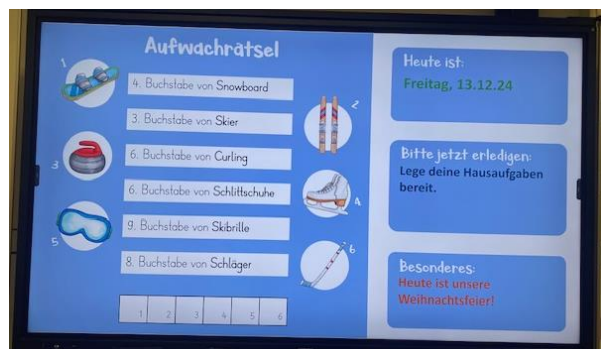 Aufwachrätsel
1
4. Buchstabe von Snowboard
2
3. Buchstabe von Skier
3
6. Buchstabe von Curling
6. Buchstabe von Schlittschuhe
4
5
9. Buchstabe von Skibrille
6
8. Buchstabe von Schläger
1 2 3 4 5 6
Heute ist:
Freitag, 13.12.24
Bitte jetzt erledigen:
Lege deine Hausaufgaben
bereit.
Besonderes:
Heute ist unsere
Weihnachtsfeier!